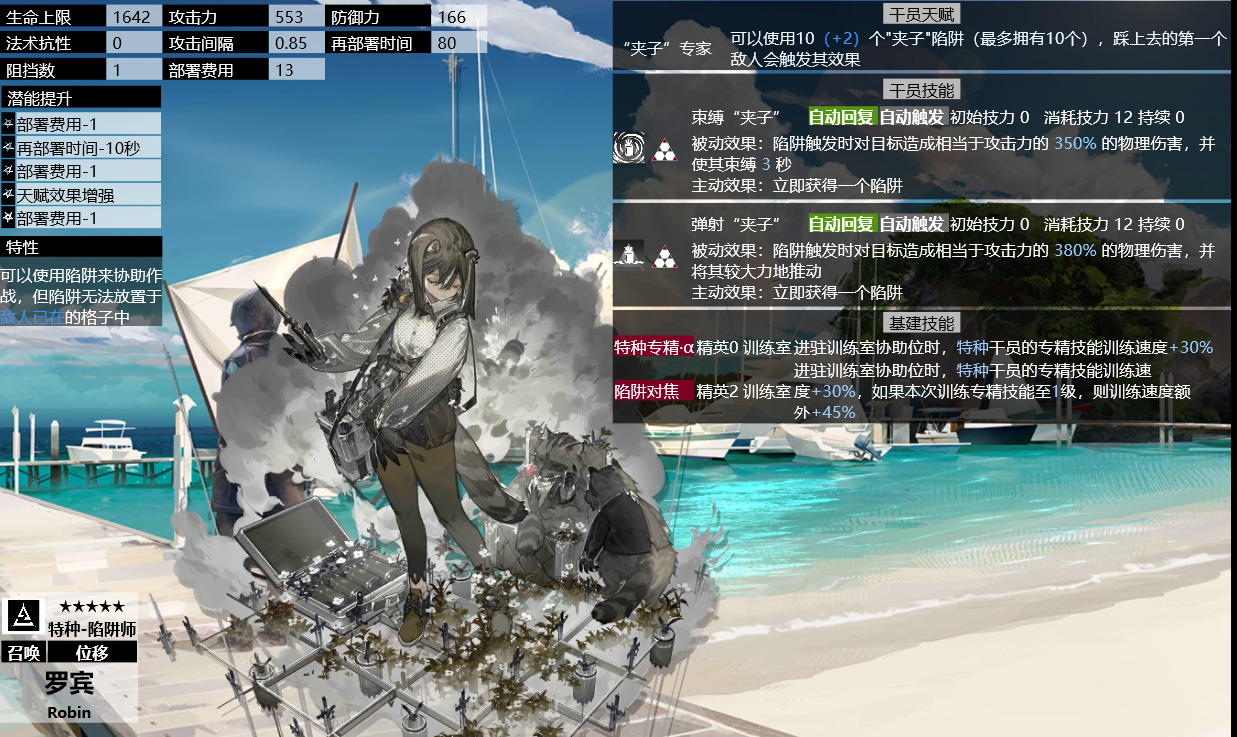 生命上限 1642 攻击力 553 防御力 166
法术抗性 0 攻击间隔 0.85 再部署时间 80
阻挡数 1 部署费用 13
潜能提升
部署费用-1
再部署时间-10秒
部署费用-1
天赋效果增强
部署费用-1
特性
可以使用陷阱来协助作
战，但陷阱无法放置于
敌人已在的格子中
★★★★★
特种-陷阱师
召唤 位移
罗宾
Robin
干员天赋
“夹子”专家
可以使用10（+2）个"夹子"陷阱（最多拥有10个），踩上去的第一个
敌人会触发其效果
干员技能
束缚“夹子” 自动回复 自动触发 初始技力 0 消耗技力 12 持续 0
被动效果：陷阱触发时对目标造成相当于攻击力的 350% 的物理伤害，并
使其束缚 3 秒
主动效果：立即获得一个陷阱
弹射“夹子” 自动回复 自动触发 初始技力 0 消耗技力 12 持续 0
被动效果：陷阱触发时对目标造成相当于攻击力的 380% 的物理伤害，并
将其较大力地推动
主动效果：立即获得一个陷阱
基建技能
特种专精·α 精英0 训练室 进驻训练室协助位时，特种干员的专精技能训练速度+30%
进驻训练室协助位时，特种干员的专精技能训练速
陷阱对焦 精英2 训练室 度+30%，如果本次训练专精技能至1级，则训练速度额
外+45%